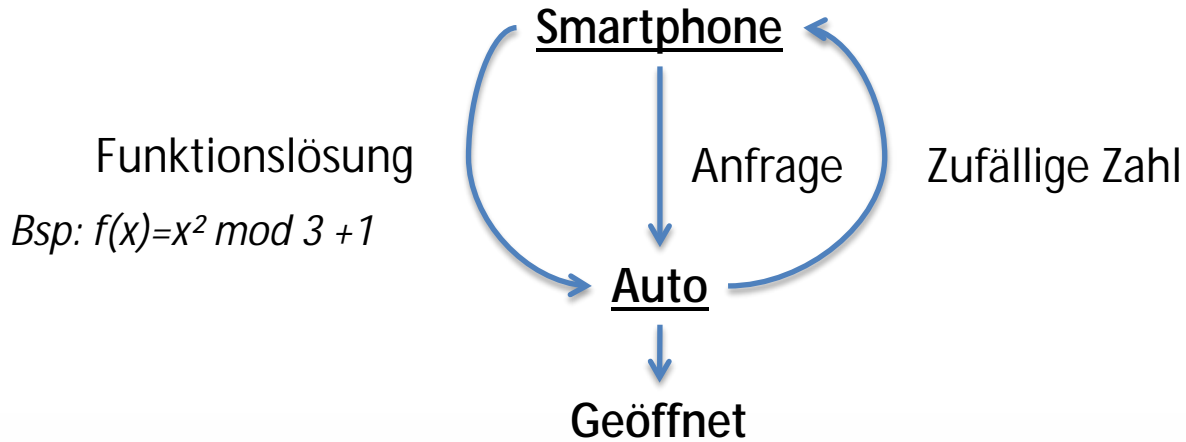 Smartphone
Funktionslösung
Anfrage
Zufällige Zahl
Bsp: f(x)=x² mod 3 +1
Auto
Geöffnet